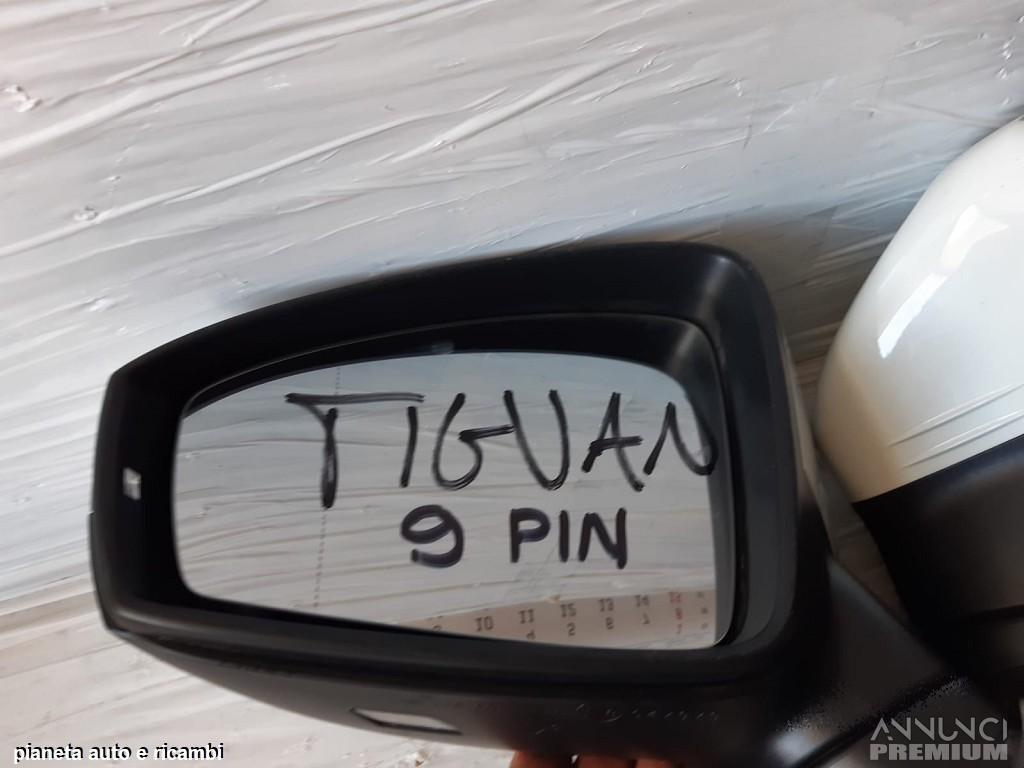 TIGUAN
9 PIN
pianeta auto e ricambi
ANNUNCI
PREMIUM